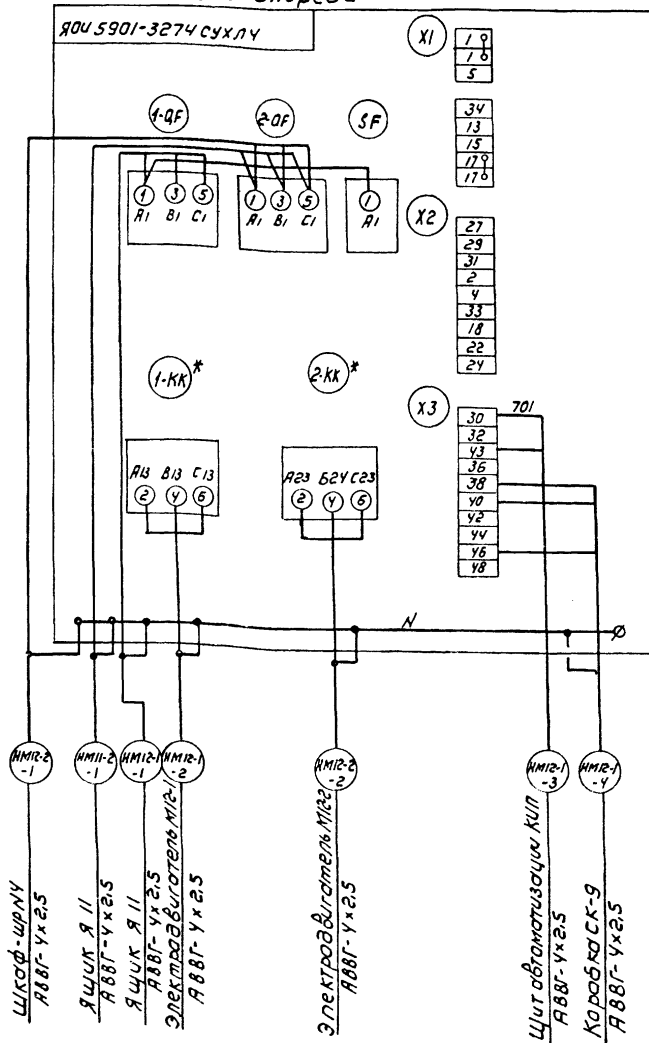 ЯОИ 5901-3274 СУХЛ4
X1
1
1
5
34
13
15
17
17
1-QF
2-QF
SF
1 3 5
A1 B1 C1
1 3 5
A1 B1 C1
1
A1
X2
27
29
31
2
4
33
18
22
24
1-КК*
2-КК*
A13 B13 C13
2 4 6
A23 Б24 C23
2 4 6
X3
30
32
43
36
38
40
42
44
46
48
701
N
НМ12-2
-1
НМ11-2
-1
НМ12-1
-1
НМ12-1
-2
НМ12-2
-2
НМ12-1
-3
НМ12-1
-4
Шкаф-ШРN4
АВВГ-4×2,5
Ящик Я 11
АВВГ-4×2,5
Ящик Я 11
АВВГ-4×2,5
Электродвигатель М12-1
АВВГ-4×2,5
Электродвигатель М12-2
АВВГ-4×2,5
Щит автоматизации КИП
АВВГ-4×2,5
Коробка СК-9
АВВГ-4×2,5